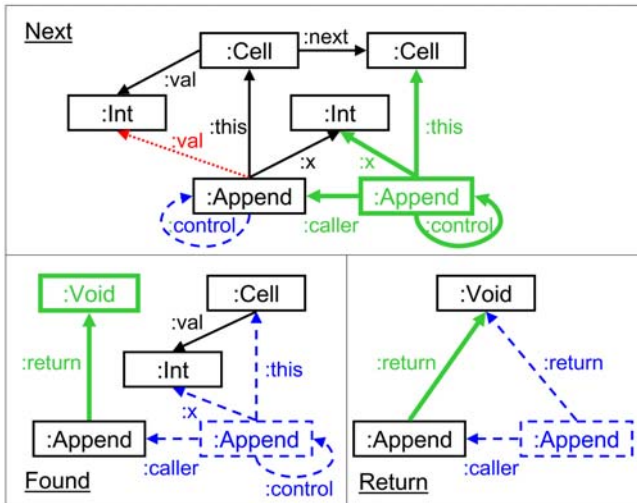 Next
:Cell
:next
:Cell
:val
:Int
:this
:Int
:this
:val
:x
:x
:Append
:Append
:control
:caller
:control
:Void
:Cell
:val
:return
:Int
:this
:x
:Append
:Append
:caller
:control
Found
:Void
:return
:return
:Append
:Append
:caller
Return